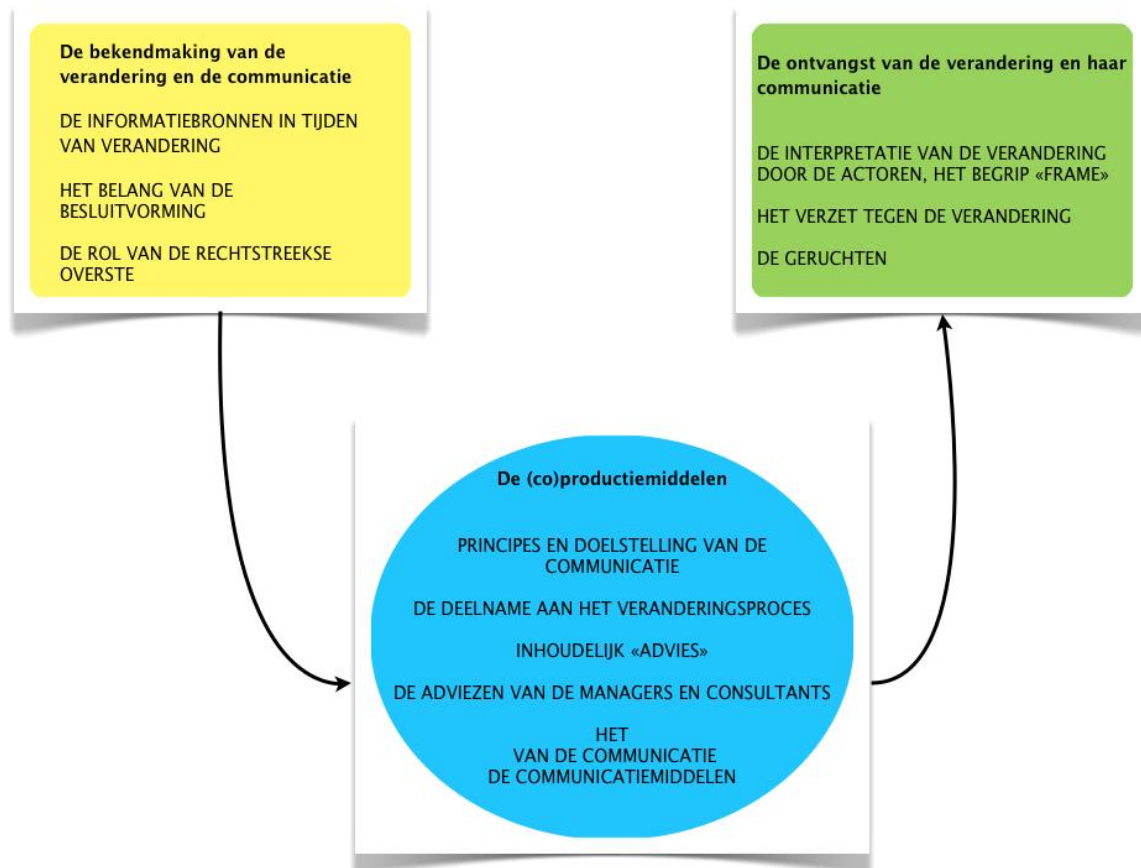 De bekendmaking van de
verandering en de communicatie
DE INFORMATIEBRONNEN IN TIJDEN
VAN VERANDERING
HET BELANG VAN DE
BESLUITVORMING
DE ROL VAN DE RECHTSTREEKSE
OVERSTE
De ontvangst van de verandering en haar
communicatie
DE INTERPRETATIE VAN DE VERANDERING
DOOR DE ACTOREN, HET BEGRIP «FRAME»
HET VERZET TEGEN DE VERANDERING
DE GERUCHTEN
De (co)productiemiddelen
PRINCIPES EN DOELSTELLING VAN DE
COMMUNICATIE
DE DEELNAME AAN HET VERANDERINGSPROCES
INHOUDELIJK «ADVIES»
DE ADVIEZEN VAN DE MANAGERS EN CONSULTANTS
HET
VAN DE COMMUNICATIE
DE COMMUNICATIEMIDDELEN